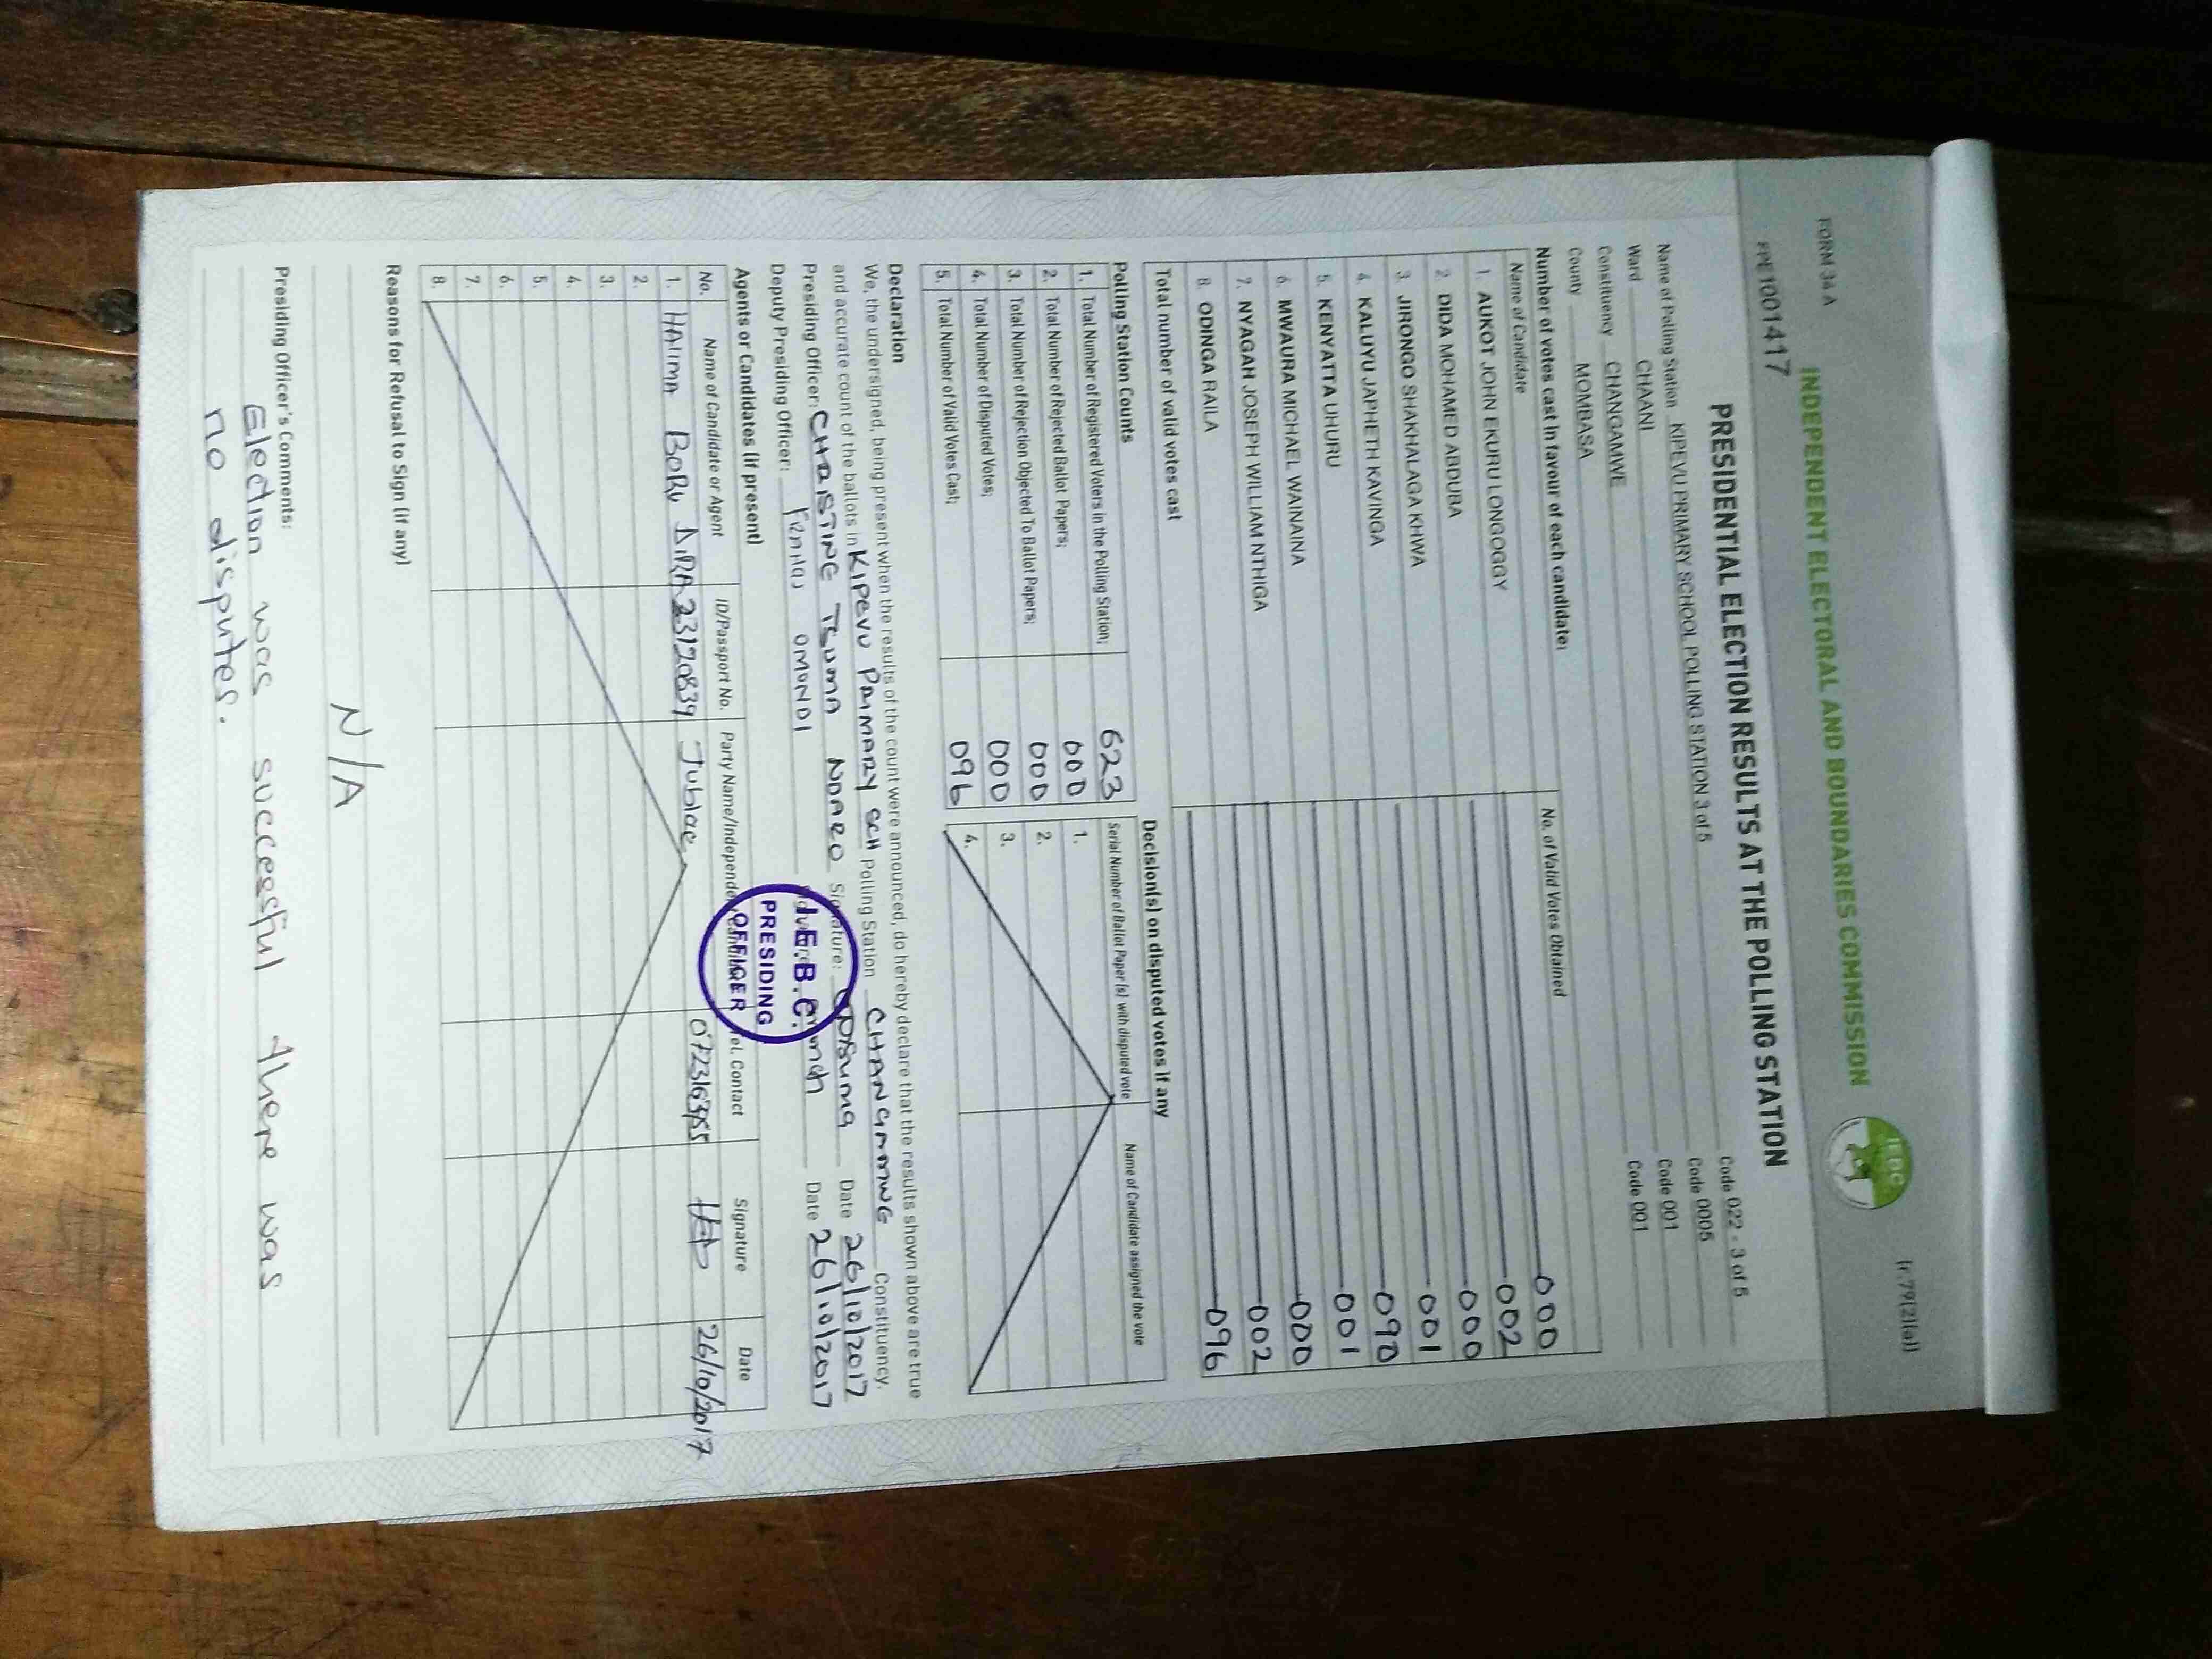 FORM 34 A
(r.79(2)(a))
INDEPENDENT ELECTORAL AND BOUNDARIES COMMISSION
IEBC
FPE 1001417
PRESIDENTIAL ELECTION RESULTS AT THE POLLING STATION
Name of Polling Station KIPEVU PRIMARY SCHOOL POLLING STATION 3 of 5 Code 022 - 3 of 5
Ward CHAANI Code 0005
Constituency CHANGAMWE Code 001
County MOMBASA Code 001
Number of votes cast in favour of each candidate:
Name of Candidate No. of Valid Votes Obtained
1. AUKOT JOHN EKURU LONGOGGY 000
2. DIDA MOHAMED ABDUBA 002
3. JIRONGO SHAKHALAGA KHWA 000
4. KALUYU JAPHETH KAVINGA 001
5. KENYATTA UHURU 090
6. MWAURA MICHAEL WAINAINA 001
7. NYAGAH JOSEPH WILLIAM NTHIGA 000
8. ODINGA RAILA 002
Total number of valid votes cast 096
Polling Station Counts
1. Total Number of Registered Voters in the Polling Station; 623
2. Total Number of Rejected Ballot Papers; 000
3. Total Number of Rejection Objected To Ballot Papers; 000
4. Total Number of Disputed Votes; 000
5. Total Number of Valid Votes Cast; 096
Decision(s) on disputed votes if any
Serial Number of Ballot Paper(s) with disputed vote Name of Candidate assigned the vote
1.
2.
3.
4.
Declaration
We, the undersigned, being present when the results of the count were announced, do hereby declare that the results shown above are true
and accurate count of the ballots in KIPEVU PRIMARY SCH Polling Station CHANGAMWE Constituency.
Presiding Officer: CHRISTINE TSUMA NDARO Signature: Date 26/10/2017
Deputy Presiding Officer: OMONDI Date 26/10/2017
I.E.B.C.
PRESIDING
OFFICER
Agents or Candidates (if present)
No. Name of Candidate or Agent ID/Passport No. Party Name/Independent Candidate Tel. Contact Signature Date
1. HALIMA BORU DIRA 23120839 Jubilee 0723163955 26/10/2017
2.
3.
4.
5.
6.
7.
8.
Reasons for Refusal to Sign (if any)
N/A
Presiding Officer's Comments:
Election was successful there was
no disputes.